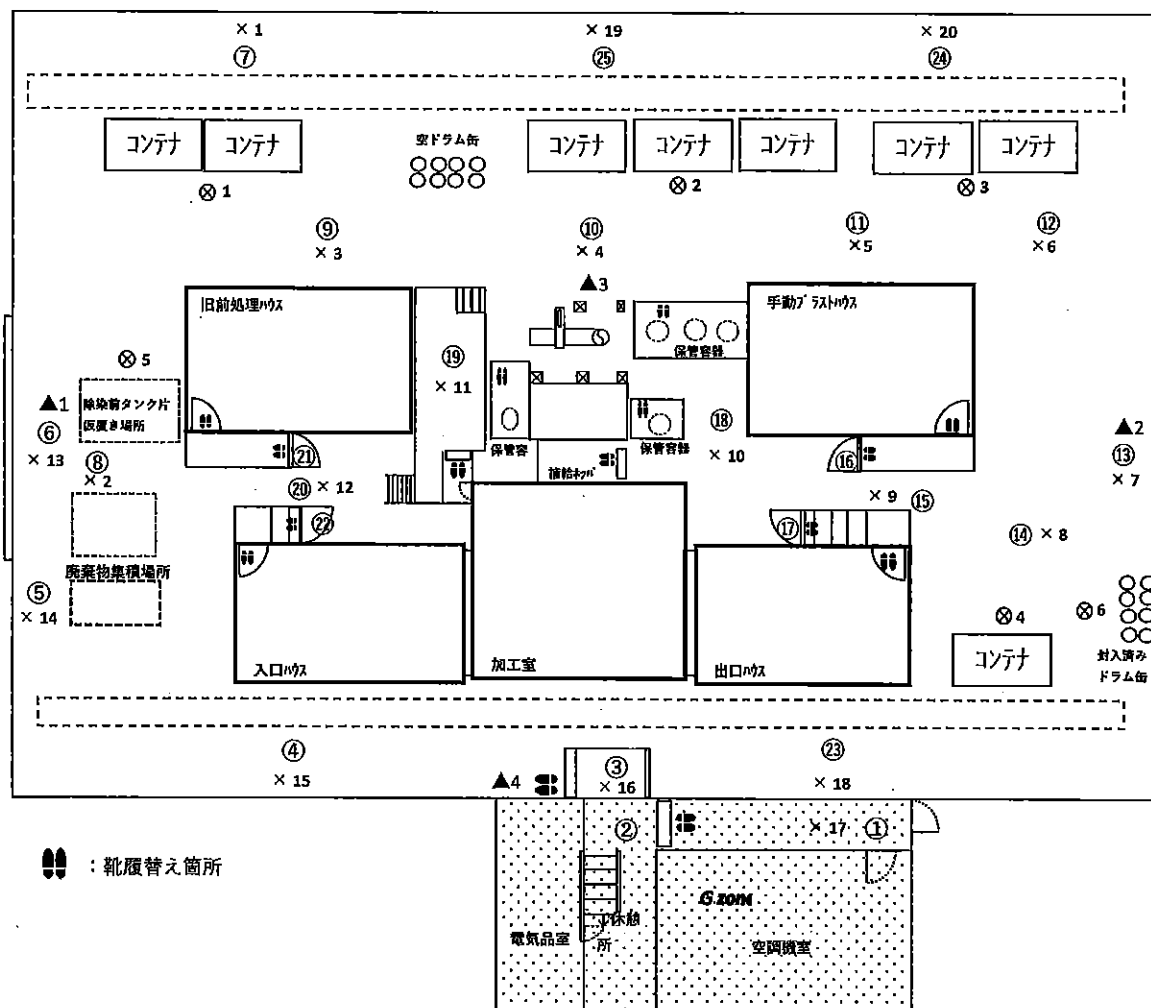 × 1
× 19
× 20
⑦
㉕
㉔
コンテナ
コンテナ
空ドラム缶
コンテナ
コンテナ
コンテナ
コンテナ
コンテナ
⊗ 1
⊗ 2
⊗ 3
⑨
× 3
⑩
× 4
⑪
×5
⑫
× 6
▲3
旧前処理ハウス
手動ブラストハウス
保管容器
⊗ 5
⑲
× 11
▲1
除染前タンク片
仮置き場所
⑥
× 13
⑧
× 2
㉑
⑳
× 12
㉒
保管容
保管容器
補給ホッパ
⑱
× 10
▲2
⑬
× 7
⑯
× 9
⑮
⑰
⑭ × 8
廃棄物集積場所
⑤
× 14
⊗4
⊗ 6
コンテナ
封入済み
ドラム缶
入口ハウス
加工室
出口ハウス
④
× 15
▲4
③
× 16
㉓
× 18
②
×17
①
：靴履替え箇所
G zone
休憩
所
電気品室
空調機室